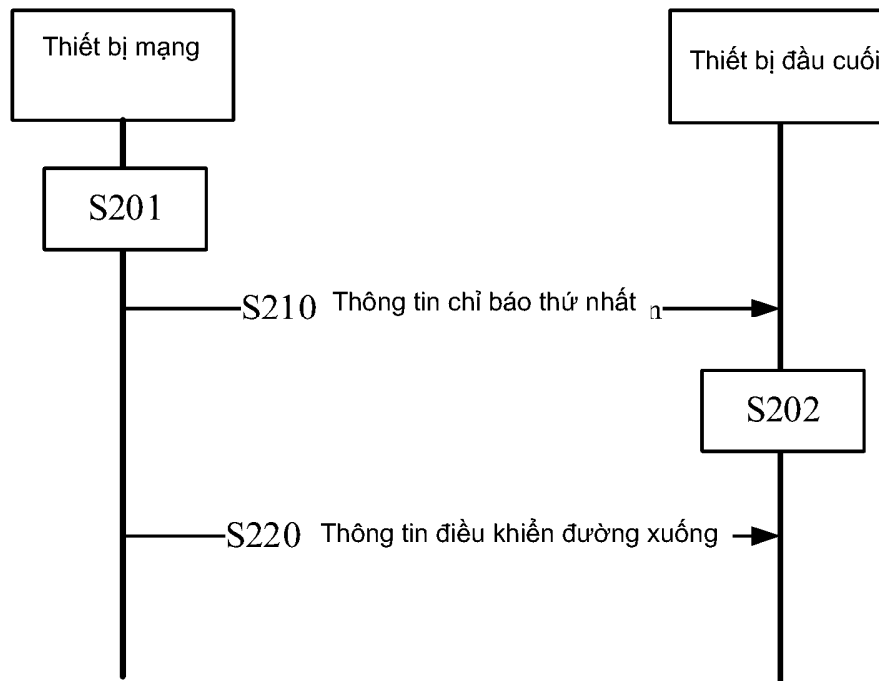 Thiết bị mạng
Thiết bị đầu cuối
S201
S210 Thông tin chỉ báo thứ nhất n
S202
S220 Thông tin điều khiển đường xuống